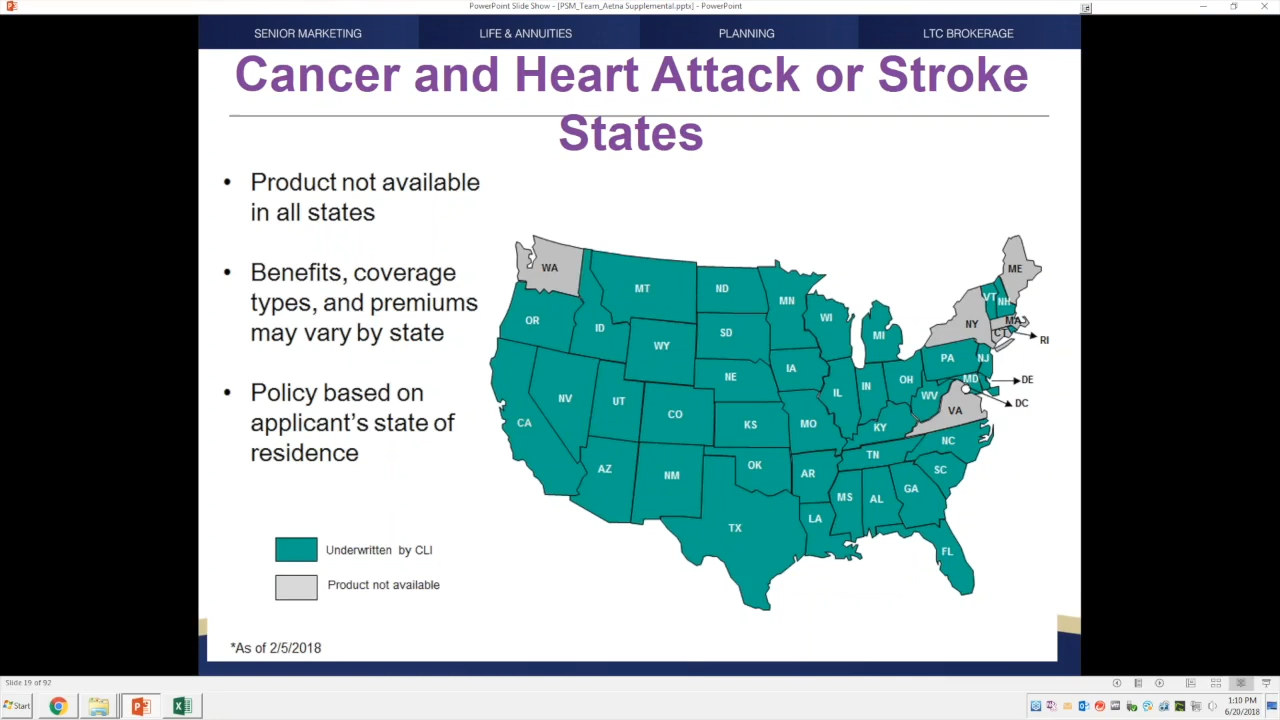 PowerPoint Slide Show - [PSM_Team_Aetna Supplemental.pptx] - PowerPoint
SENIOR MARKETING
LIFE & ANNUITIES
PLANNING
LTC BROKERAGE
Cancer and Heart Attack or Stroke
States
• Product not available
in all states
• Benefits, coverage
types, and premiums
may vary by state
• Policy based on
applicant's state of
residence
WA
ME
MT
ND
MN
VT
NH
OR
ID
WI
NY
MA
SD
MI
CT
RI
WY
IA
PA
NJ
NE
OH
MD
DE
IL
IN
NV
UT
WV
DC
CO
VA
CA
KS
MO
KY
NC
TN
AZ
NM
OK
AR
SC
MS
AL
GA
LA
TX
FL
Underwritten by CLI
Product not available
*As of 2/5/2018
Slide 19 of 92
Start
1:10 PM
6/20/2018